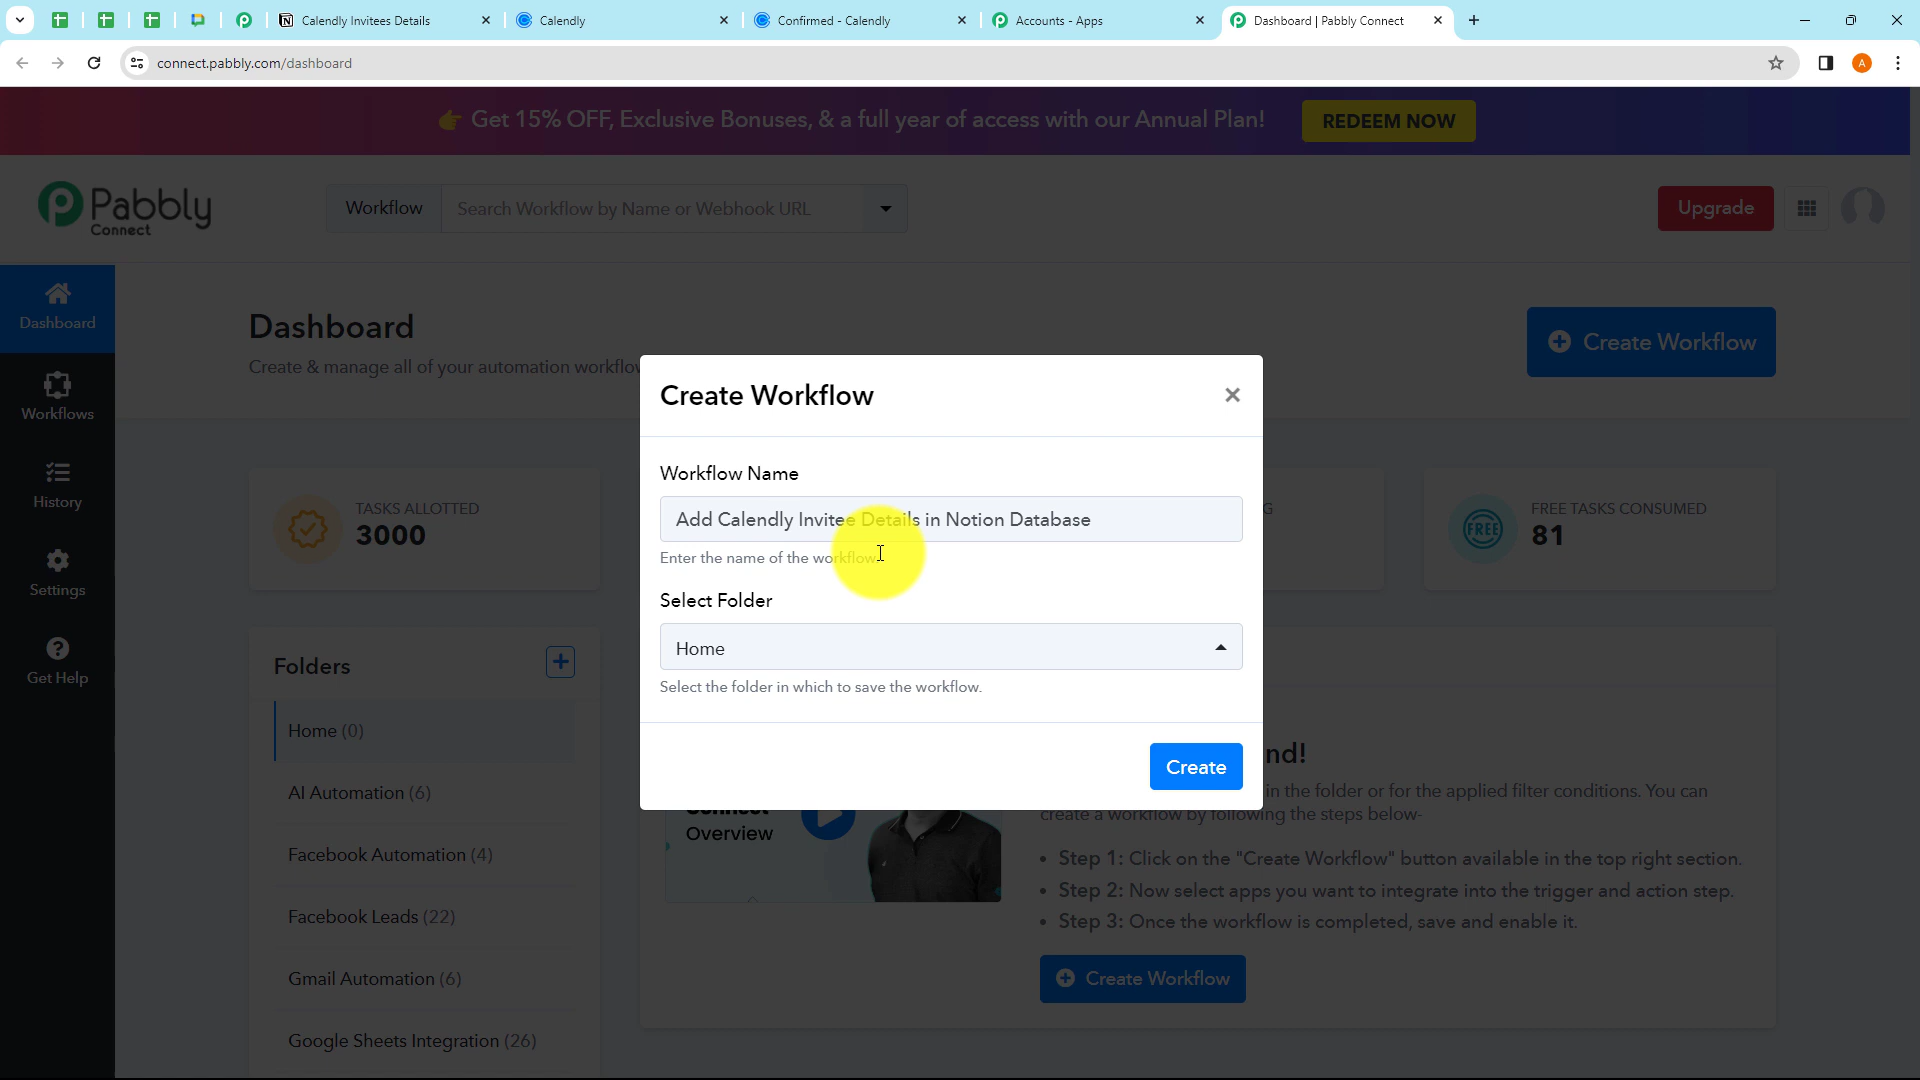 Calendly Invitees Details
Calendly
Confirmed - Calendly
Accounts - Apps
Dashboard | Pabbly Connect
connect.pabbly.com/dashboard
A
👉 Get 15% OFF, Exclusive Bonuses, & a full year of access with our Annual Plan!
REDEEM NOW
Pabbly
Connect
Workflow
Search Workflow by Name or Webhook URL
Upgrade
Dashboard
Workflows
History
Settings
Get Help
Dashboard
Create & manage all of your automation workflow
Create Workflow
TASKS ALLOTTED
3000
G
FREE TASKS CONSUMED
FREE
81
Create Workflow
Workflow Name
Add Calendly Invitee Details in Notion Database
Enter the name of the workflow
Select Folder
Home
Select the folder in which to save the workflow.
Create
Folders
Home (0)
AI Automation (6)
Facebook Automation (4)
Facebook Leads (22)
Gmail Automation (6)
Google Sheets Integration (26)
Connect
Overview
nd!
in the folder or for the applied filter conditions. You can
create a workflow by following the steps below-
Step 1: Click on the "Create Workflow" button available in the top right section.
Step 2: Now select apps you want to integrate into the trigger and action step.
Step 3: Once the workflow is completed, save and enable it.
Create Workflow